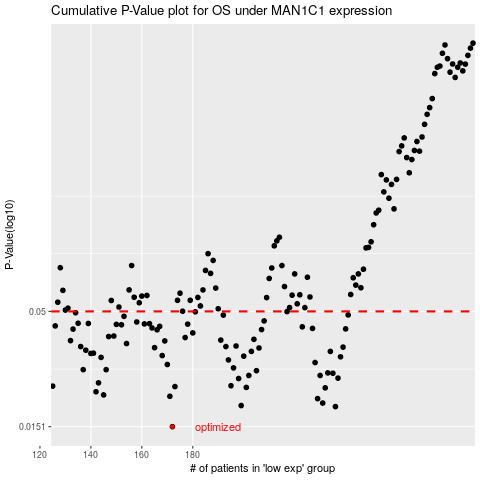 Cumulative P-Value plot for OS under MAN1C1 expression
P-Value(log10)
0.05
0.0151
optimized
120 140 160 180
# of patients in 'low exp' group